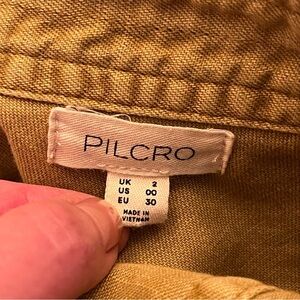 PILCRO
UK 2
US 00
EU 30
MADE IN
VIETNAM